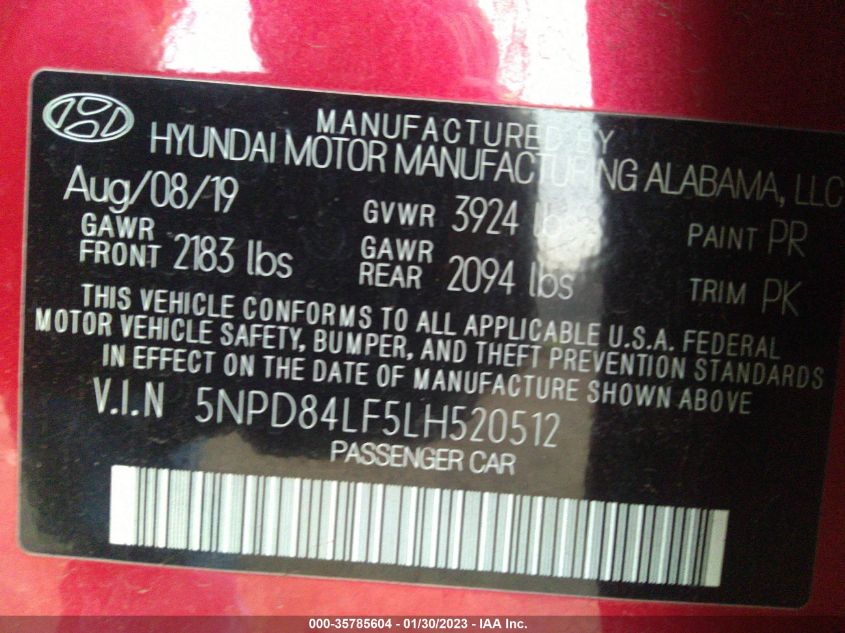 MANUFACTURED BY
HYUNDAI MOTOR MANUFACTURING ALABAMA, LLC
Aug/08/19 GVWR 3924 lbs PAINT PR
GAWR FRONT 2183 lbs GAWR REAR 2094 lbs TRIM PK
THIS VEHICLE CONFORMS TO ALL APPLICABLE U.S.A. FEDERAL
MOTOR VEHICLE SAFETY, BUMPER, AND THEFT PREVENTION STANDARDS
IN EFFECT ON THE DATE OF MANUFACTURE SHOWN ABOVE
V.I.N 5NPD84LF5LH520512
PASSENGER CAR
000-35785604 - 01/30/2023 - IAA Inc.